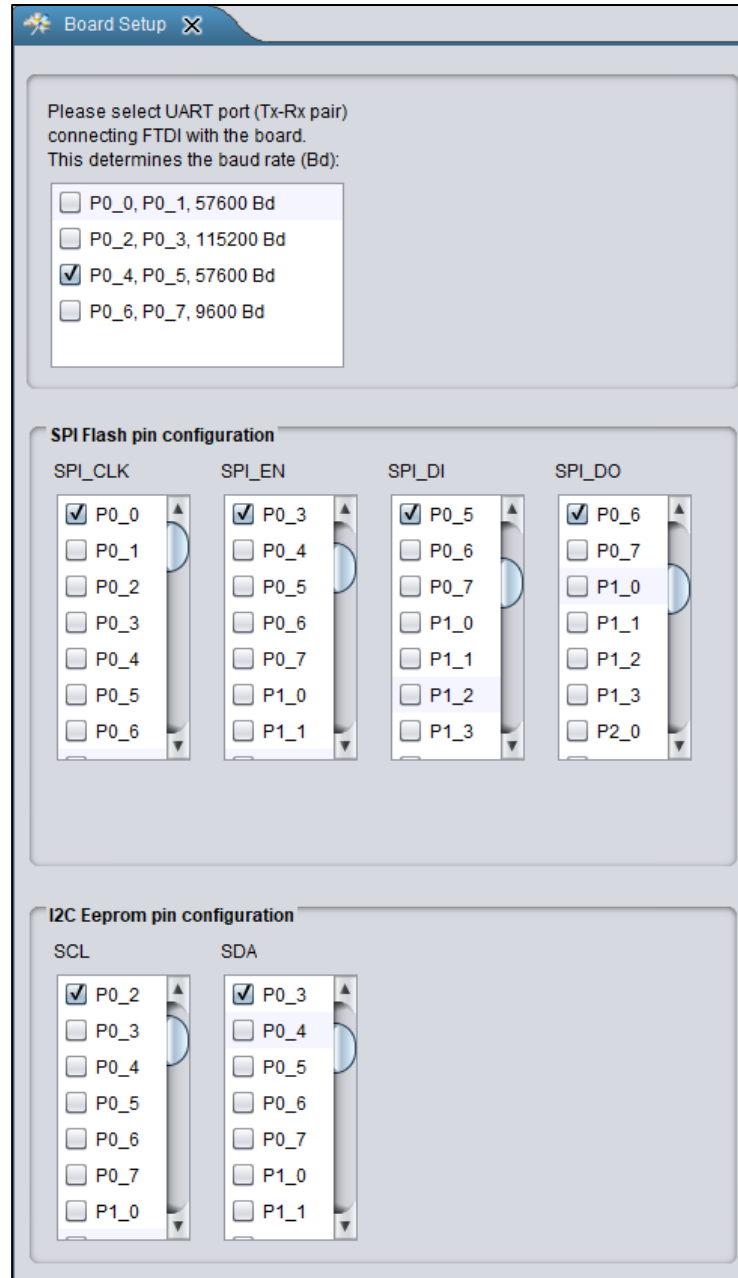 Board Setup
Please select UART port (Tx-Rx pair)
connecting FTDI with the board.
This determines the baud rate (Bd):
P0_0, P0_1, 57600 Bd
P0_2, P0_3, 115200 Bd
P0_4, P0_5, 57600 Bd
P0_6, P0_7, 9600 Bd
SPI Flash pin configuration
SPI_CLK SPI_EN SPI_DI SPI_DO
P0_0 P0_3 P0_5 P0_6
P0_1 P0_4 P0_6 P0_7
P0_2 P0_5 P0_7 P1_0
P0_3 P0_6 P1_0 P1_1
P0_4 P0_7 P1_1 P1_2
P0_5 P1_0 P1_2 P1_3
P0_6 P1_1 P1_3 P2_0
I2C Eeprom pin configuration
SCL SDA
P0_2 P0_3
P0_3 P0_4
P0_4 P0_5
P0_5 P0_6
P0_6 P0_7
P0_7 P1_0
P1_0 P1_1